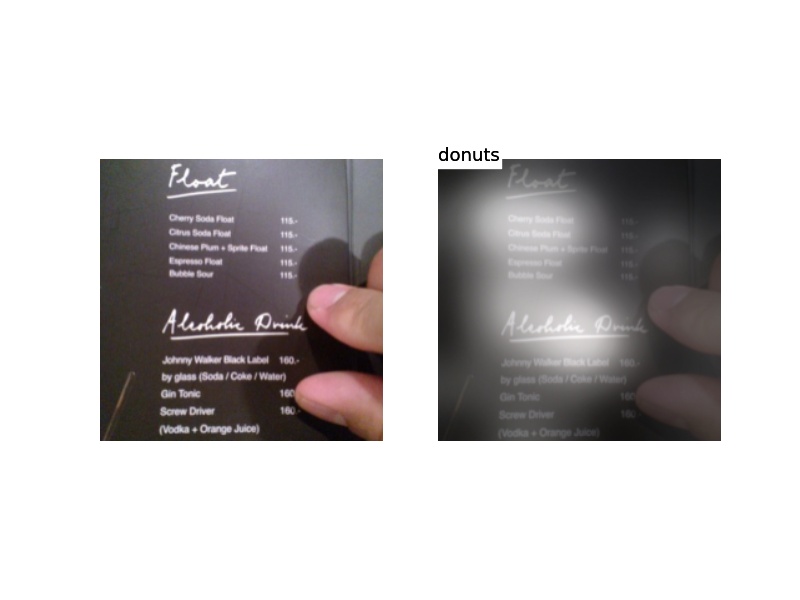 Float
Cherry Soda Float 115.-
Citrus Soda Float 115.-
Chinese Plum + Sprite Float 115.-
Espresso Float 115.-
Bubble Sour 115.-
Alcoholic Drink
Johnny Walker Black Label 160.-
by glass (Soda / Coke / Water)
Gin Tonic 160
Screw Driver 160.-
(Vodka + Orange Juice)
donuts
Float
Cherry Soda Float 115.-
Citrus Soda Float 115.-
Chinese Plum + Sprite Float 115.-
Espresso Float 115.-
Bubble Sour 115.-
Alcoholic Drink
Johnny Walker Black Label 160.-
by glass (Soda / Coke / Water)
Gin Tonic 160
Screw Driver 160
(Vodka + Orange Juice)